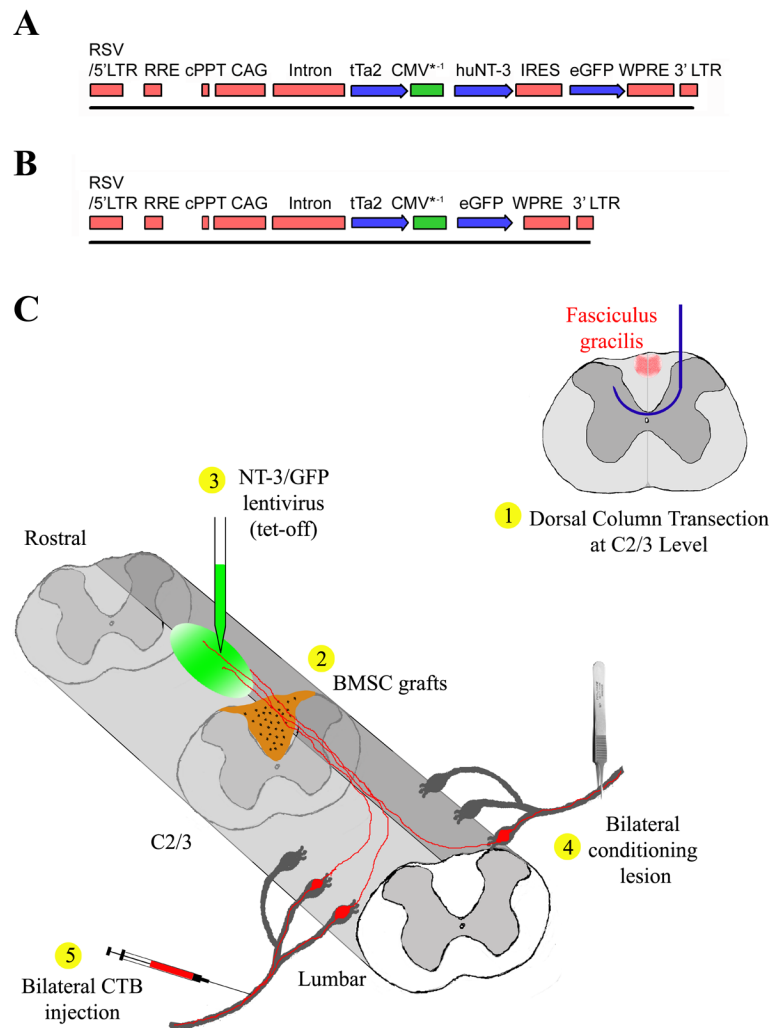 A
RSV
/5'LTR RRE cPPT CAG Intron tTa2 CMV*-1 huNT-3 IRES eGFP WPRE 3' LTR
B
RSV
/5'LTR RRE cPPT CAG Intron tTa2 CMV*-1 eGFP WPRE 3' LTR
C
Fasciculus
gracilis
1 Dorsal Column Transection
at C2/3 Level
3 NT-3/GFP
lentivirus
(tet-off)
Rostral
2 BMSC grafts
C2/3
4 Bilateral
conditioning
lesion
5 Bilateral CTB
injection
Lumbar